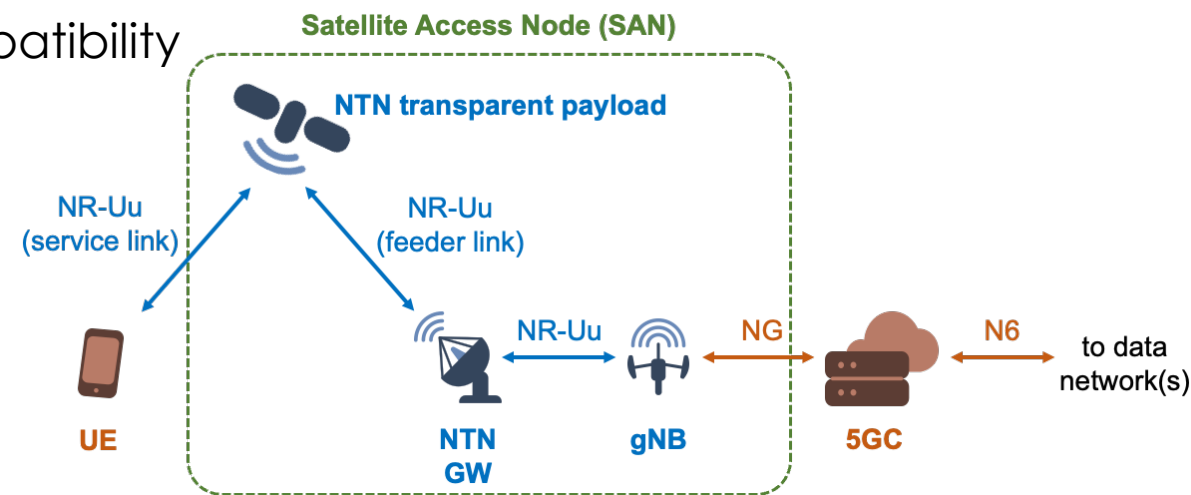 patibility
Satellite Access Node (SAN)
NTN transparent payload
NR-Uu
(service link)
NR-Uu
(feeder link)
NR-Uu
NG
N6
to data
network(s)
UE
NTN
GW
gNB
5GC